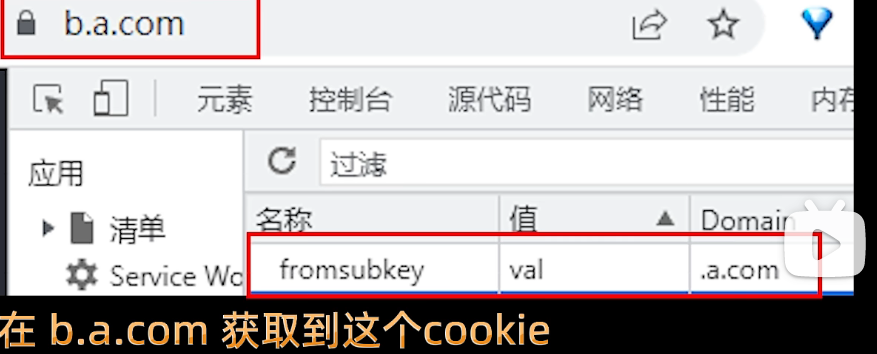 b.a.com
元素 控制台 源代码 网络 性能 内存
应用
过滤
清单
名称 值 Domain
Service Wo
fromsubkey val .a.com
在 b.a.com 获取到这个cookie